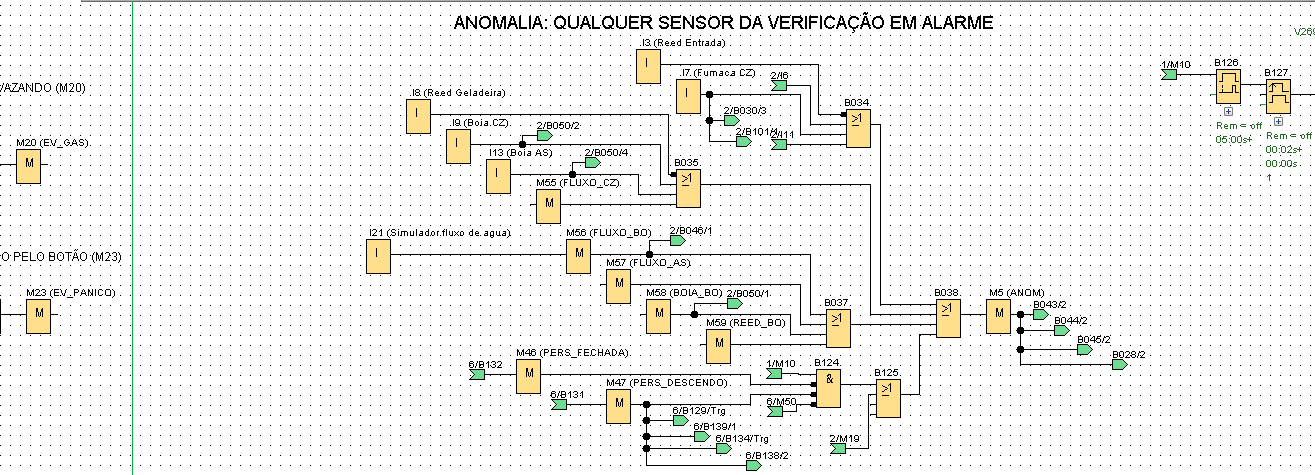 ANOMALIA: QUALQUER SENSOR DA VERIFICAÇÃO EM ALARME
V269
I3 (Reed Entrada)
I
1/M10
B126
I7 (Fumaca CZ)
2/I6
B127
I
VAZANDO (M20)
I8 (Reed Geladeira)
I
2/B030/3
B034
≥1
I9 (Boia CZ)
I
2/B050/2
2/B101/4
2/I11
Rem = off
05:00s+
Rem = off
00:02s+
00:00s
M20 (EV_GAS)
M
I13 (Boia AS)
I
2/B050/4
B035
≥1
M55 (FLUXO_CZ)
M
I21 (Simulador fluxo de agua)
I
M56 (FLUXO_BO)
M
2/B046/1
O PELO BOTÃO (M23)
M57 (FLUXO_AS)
M
M23 (EV_PANICO)
M
M58 (BOIA_BO)
M
2/B050/1
B037
≥1
B038
≥1
M5 (ANOM)
M
B043/2
B044/2
B045/2
B028/2
M59 (REED_BO)
M
6/B132
M46 (PERS_FECHADA)
M
1/M10
B124
&
B125
≥1
6/B131
M47 (PERS_DESCENDO)
M
6/M50
6/B129/Trg
6/B139/1
6/B134/Trg
6/B138/2
2/M19